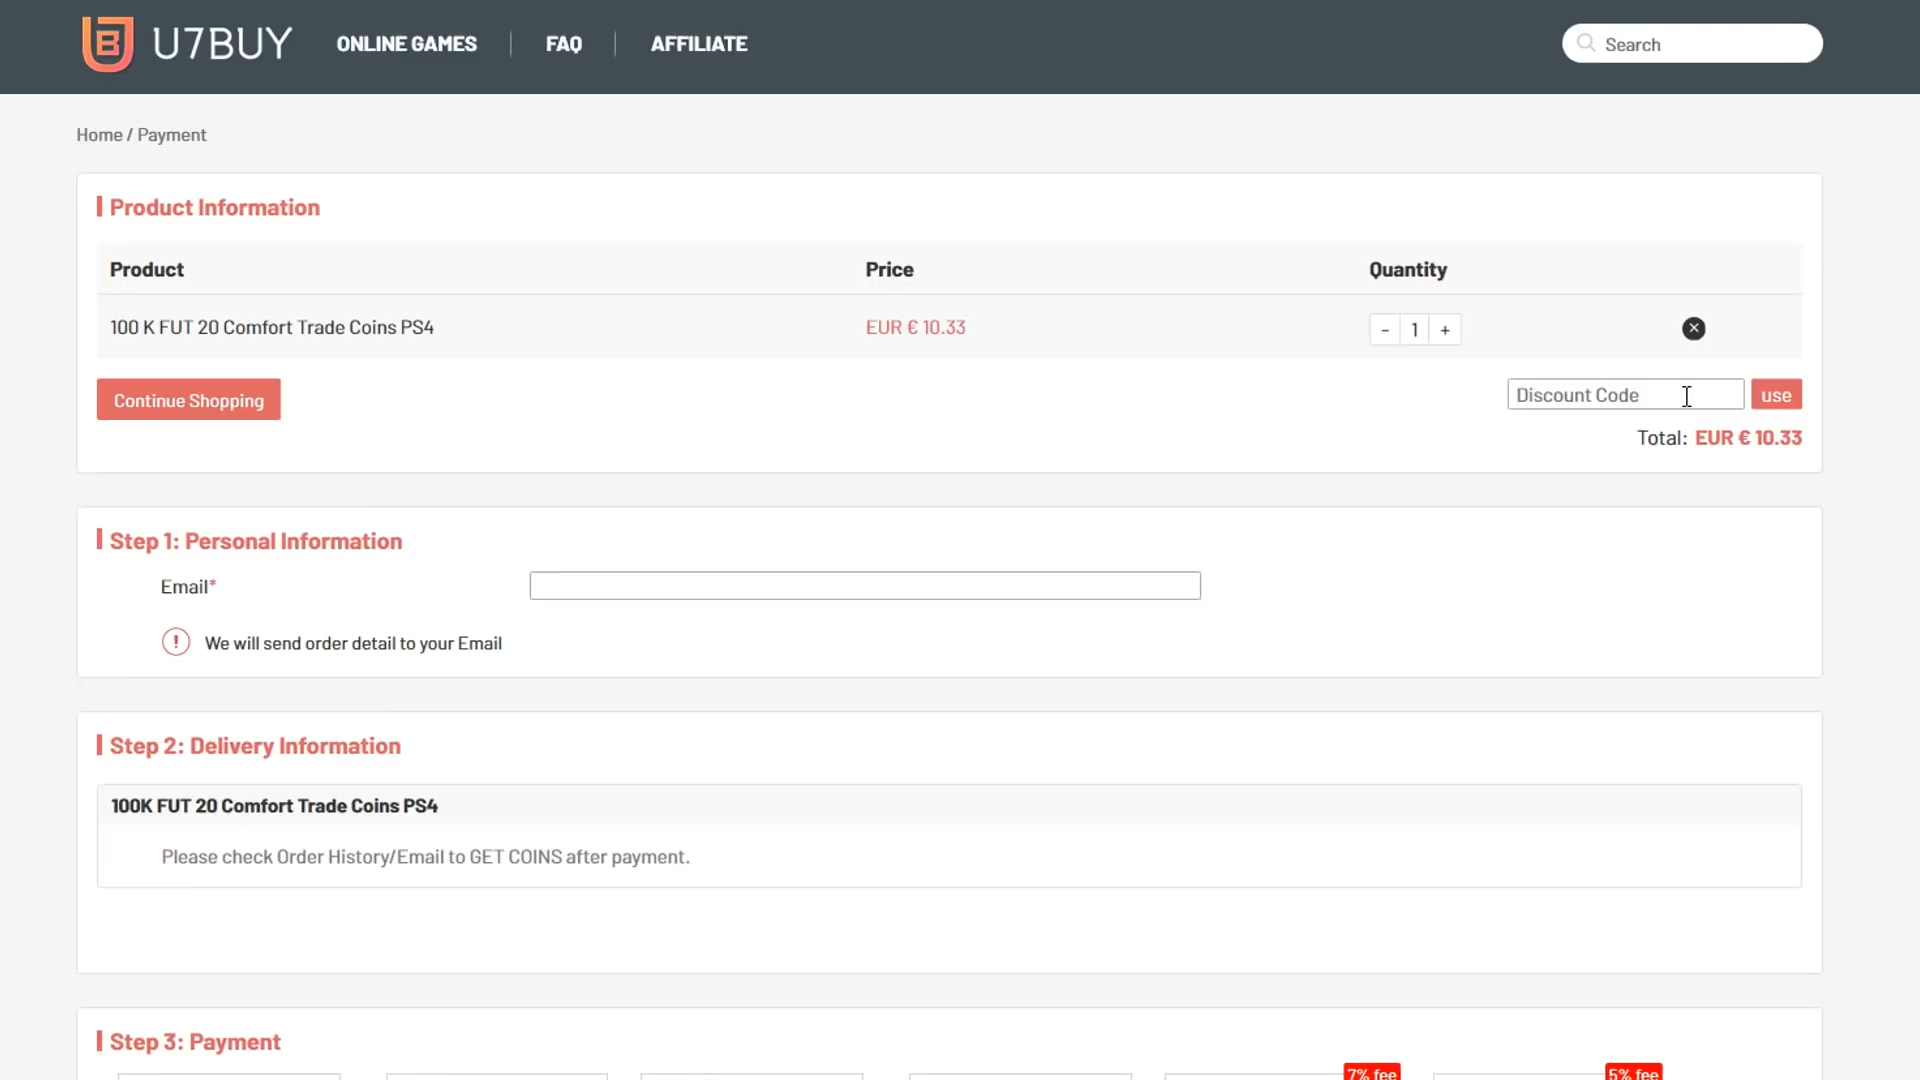 U7BUY ONLINE GAMES FAQ AFFILIATE Search
Home / Payment
Product Information
Product Price Quantity
100 K FUT 20 Comfort Trade Coins PS4 EUR € 10.33 - 1 +
Continue Shopping Discount Code use
Total: EUR € 10.33
Step 1: Personal Information
Email*
We will send order detail to your Email
Step 2: Delivery Information
100K FUT 20 Comfort Trade Coins PS4
Please check Order History/Email to GET COINS after payment.
Step 3: Payment
7% fee 5% fee